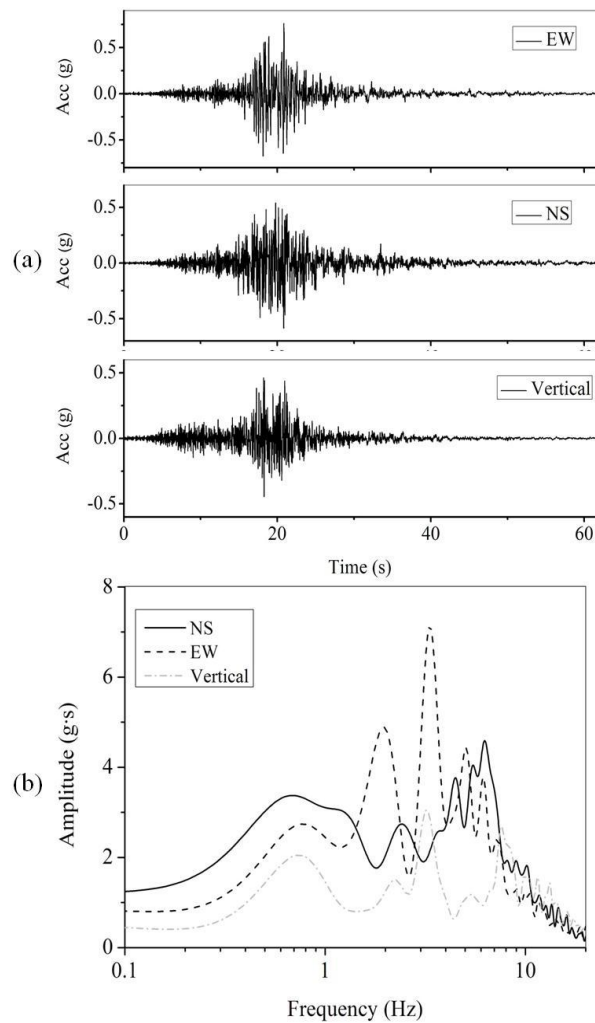 0.5
0.0
-0.5
Acc (g)
EW
(a)
0.5
0.0
-0.5
Acc (g)
NS
0.5
0.0
-0.5
Acc (g)
Vertical
0 20 40 60
Time (s)
(b)
8
6
4
2
0
Amplitude (g·s)
NS
EW
Vertical
0.1 1 10
Frequency (Hz)